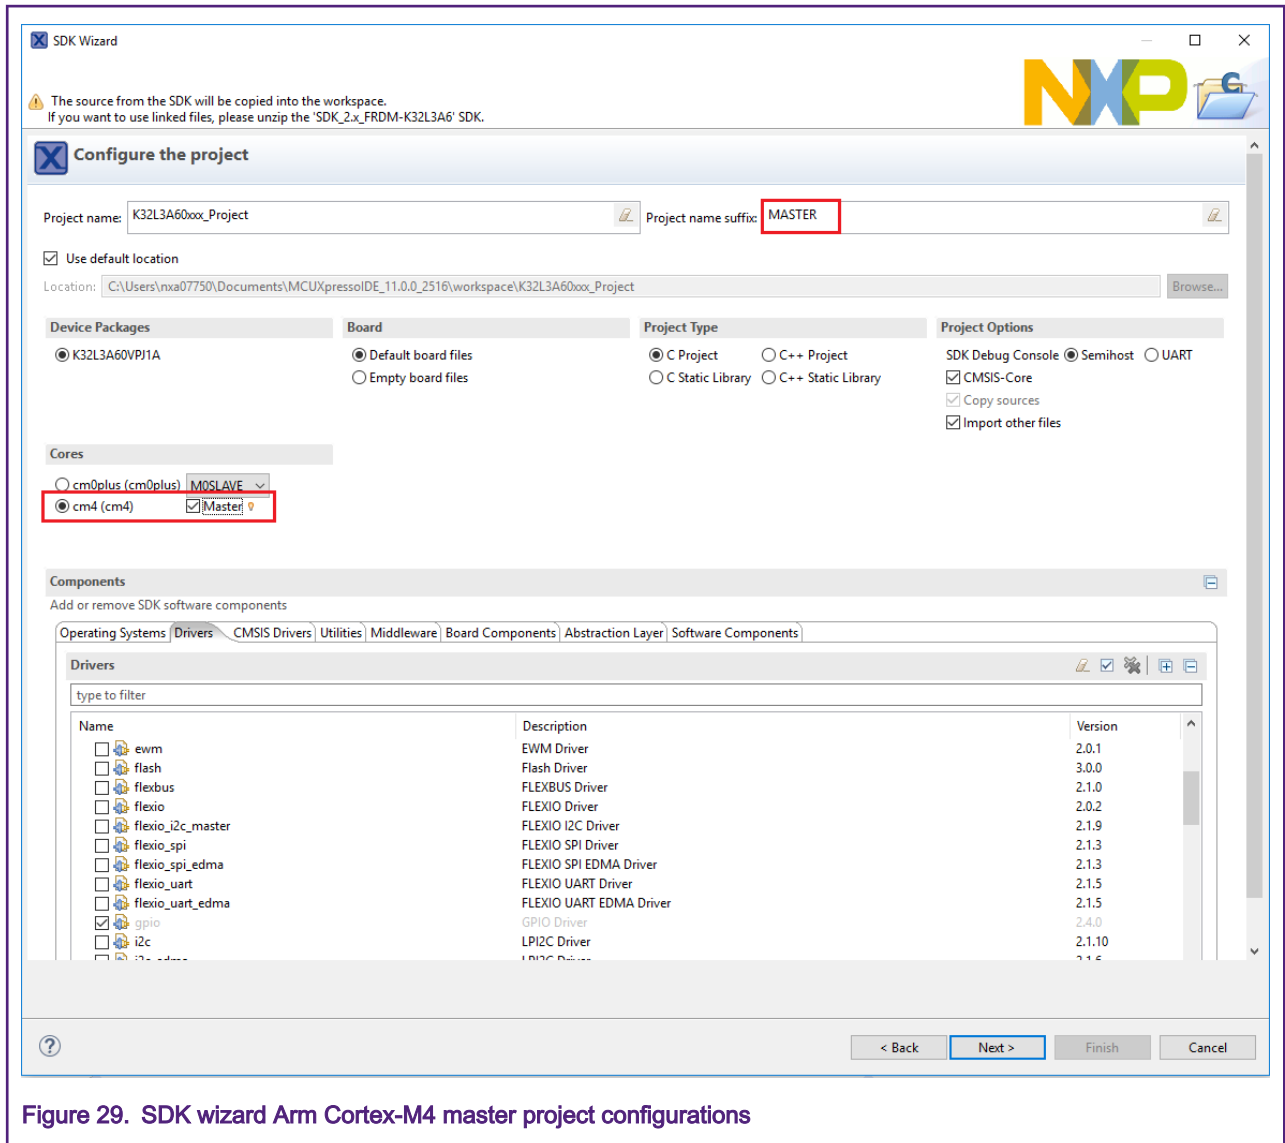 SDK Wizard
The source from the SDK will be copied into the workspace.
If you want to use linked files, please unzip the 'SDK_2.x_FRDM-K32L3A6' SDK.
NXP
C
Configure the project
Project name: K32L3A60xxx_Project Project name suffix: MASTER
Use default location
Location: C:\Users\nxa07750\Documents\MCUXpressoIDE_11.0.0_2516\workspace\K32L3A60xxx_Project Browse...
Device Packages Board Project Type Project Options
K32L3A60VPJ1A Default board files C Project C++ Project SDK Debug Console Semihost UART
Empty board files C Static Library C++ Static Library CMSIS-Core
Copy sources
Import other files
Cores
cm0plus (cm0plus) M0SLAVE
cm4 (cm4) Master
Components
Add or remove SDK software components
Operating Systems Drivers CMSIS Drivers Utilities Middleware Board Components Abstraction Layer Software Components
Drivers
type to filter
Name Description Version
ewm EWM Driver 2.0.1
flash Flash Driver 3.0.0
flexbus FLEXBUS Driver 2.1.0
flexio FLEXIO Driver 2.0.2
flexio_i2c_master FLEXIO I2C Driver 2.1.9
flexio_spi FLEXIO SPI Driver 2.1.3
flexio_spi_edma FLEXIO SPI EDMA Driver 2.1.3
flexio_uart FLEXIO UART Driver 2.1.5
flexio_uart_edma FLEXIO UART EDMA Driver 2.1.5
gpio GPIO Driver 2.4.0
i2c LPI2C Driver 2.1.10
< Back Next > Finish Cancel
Figure 29. SDK wizard Arm Cortex-M4 master project configurations